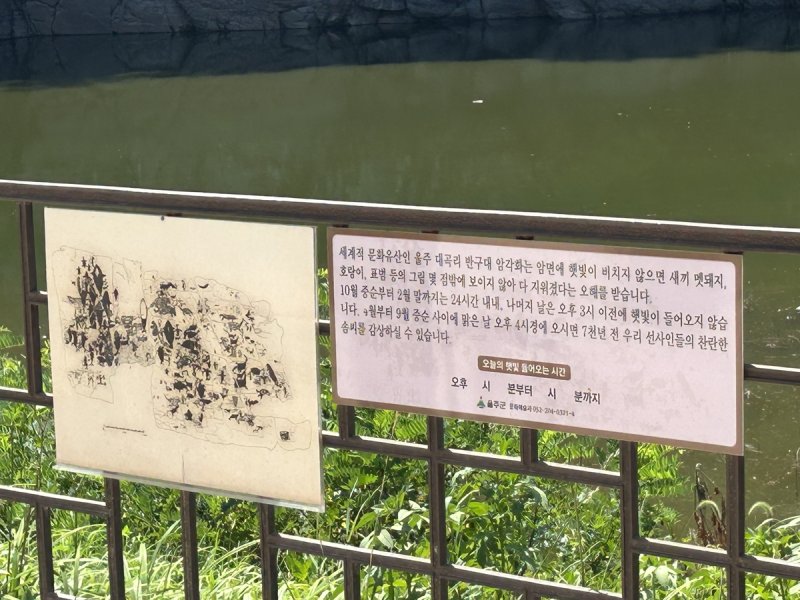 세계적 문화유산인 울주 대곡리 반구대 암각화는 암면에 햇빛이 비치지 않으면 새끼 멧돼지,
호랑이, 표범 등의 그림 몇 점밖에 보이지 않아 다 지워졌다는 오해를 받습니다.
10월 중순부터 2월 말까지는 24시간 내내, 나머지 날은 오후 3시 이전에 햇빛이 들어오지 않습
니다. 부터 9월 중순 사이에 맑은 날 오후 4시경에 오시면 7천년 전 우리 선사인들의 찬란한
솜씨를 감상하실 수 있습니다.
오늘의 햇빛 들어오는 시간
오후 시 분부터 시 분까지
울주군